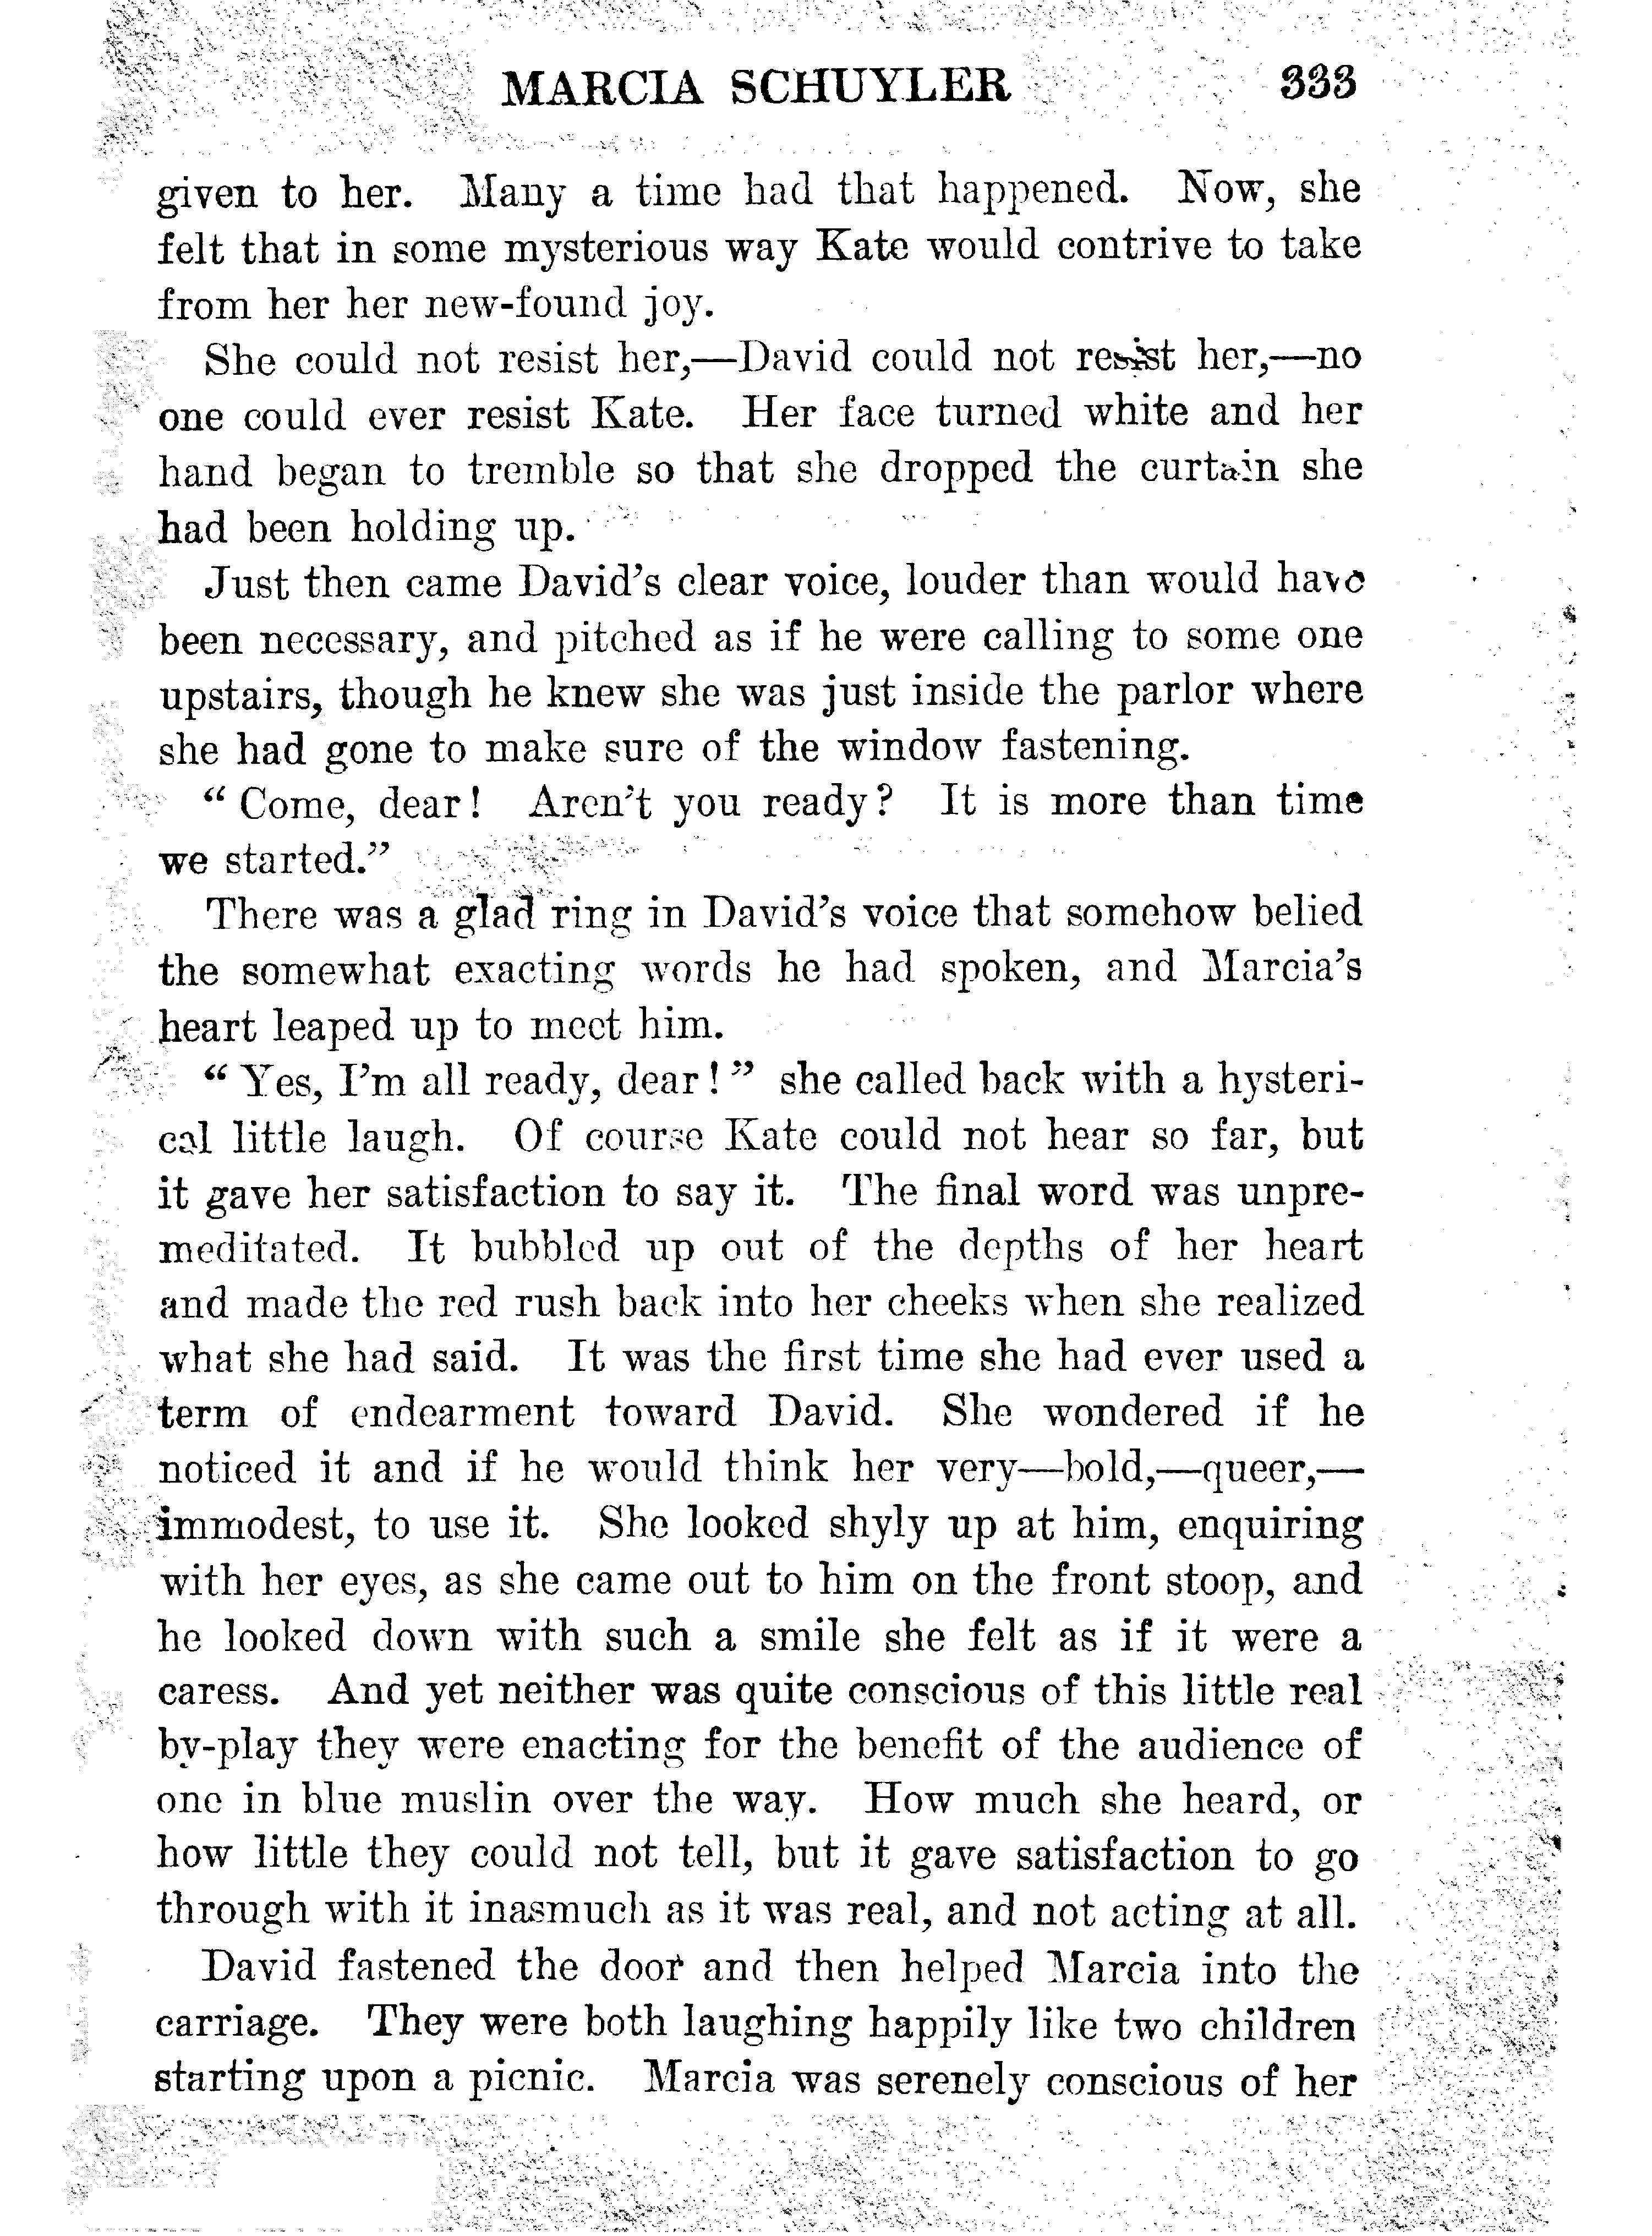 MARCIA SCHUYLER 333
given to her. Many a time had that happened. Now, she
felt that in some mysterious way Kate would contrive to take
from her her new-found joy.
She could not resist her,—David could not resist her,—no
one could ever resist Kate. Her face turned white and her
hand began to tremble so that she dropped the curtain she
had been holding up.
Just then came David's clear voice, louder than would have
been necessary, and pitched as if he were calling to some one
upstairs, though he knew she was just inside the parlor where
she had gone to make sure of the window fastening.
“ Come, dear! Aren't you ready? It is more than time
we started.”
There was a glad ring in David's voice that somehow belied
the somewhat exacting words he had spoken, and Marcia's
heart leaped up to meet him.
“ Yes, I'm all ready, dear! ” she called back with a hysteri-
cal little laugh. Of course Kate could not hear so far, but
it gave her satisfaction to say it. The final word was unpre-
meditated. It bubbled up out of the depths of her heart
and made the red rush back into her cheeks when she realized
what she had said. It was the first time she had ever used a
term of endearment toward David. She wondered if he
noticed it and if he would think her very—bold,—queer,—
immodest, to use it. She looked shyly up at him, enquiring
with her eyes, as she came out to him on the front stoop, and
he looked down with such a smile she felt as if it were a
caress. And yet neither was quite conscious of this little real
by-play they were enacting for the benefit of the audience of
one in blue muslin over the way. How much she heard, or
how little they could not tell, but it gave satisfaction to go
through with it inasmuch as it was real, and not acting at all.
David fastened the door and then helped Marcia into the
carriage. They were both laughing happily like two children
starting upon a picnic. Marcia was serenely conscious of her